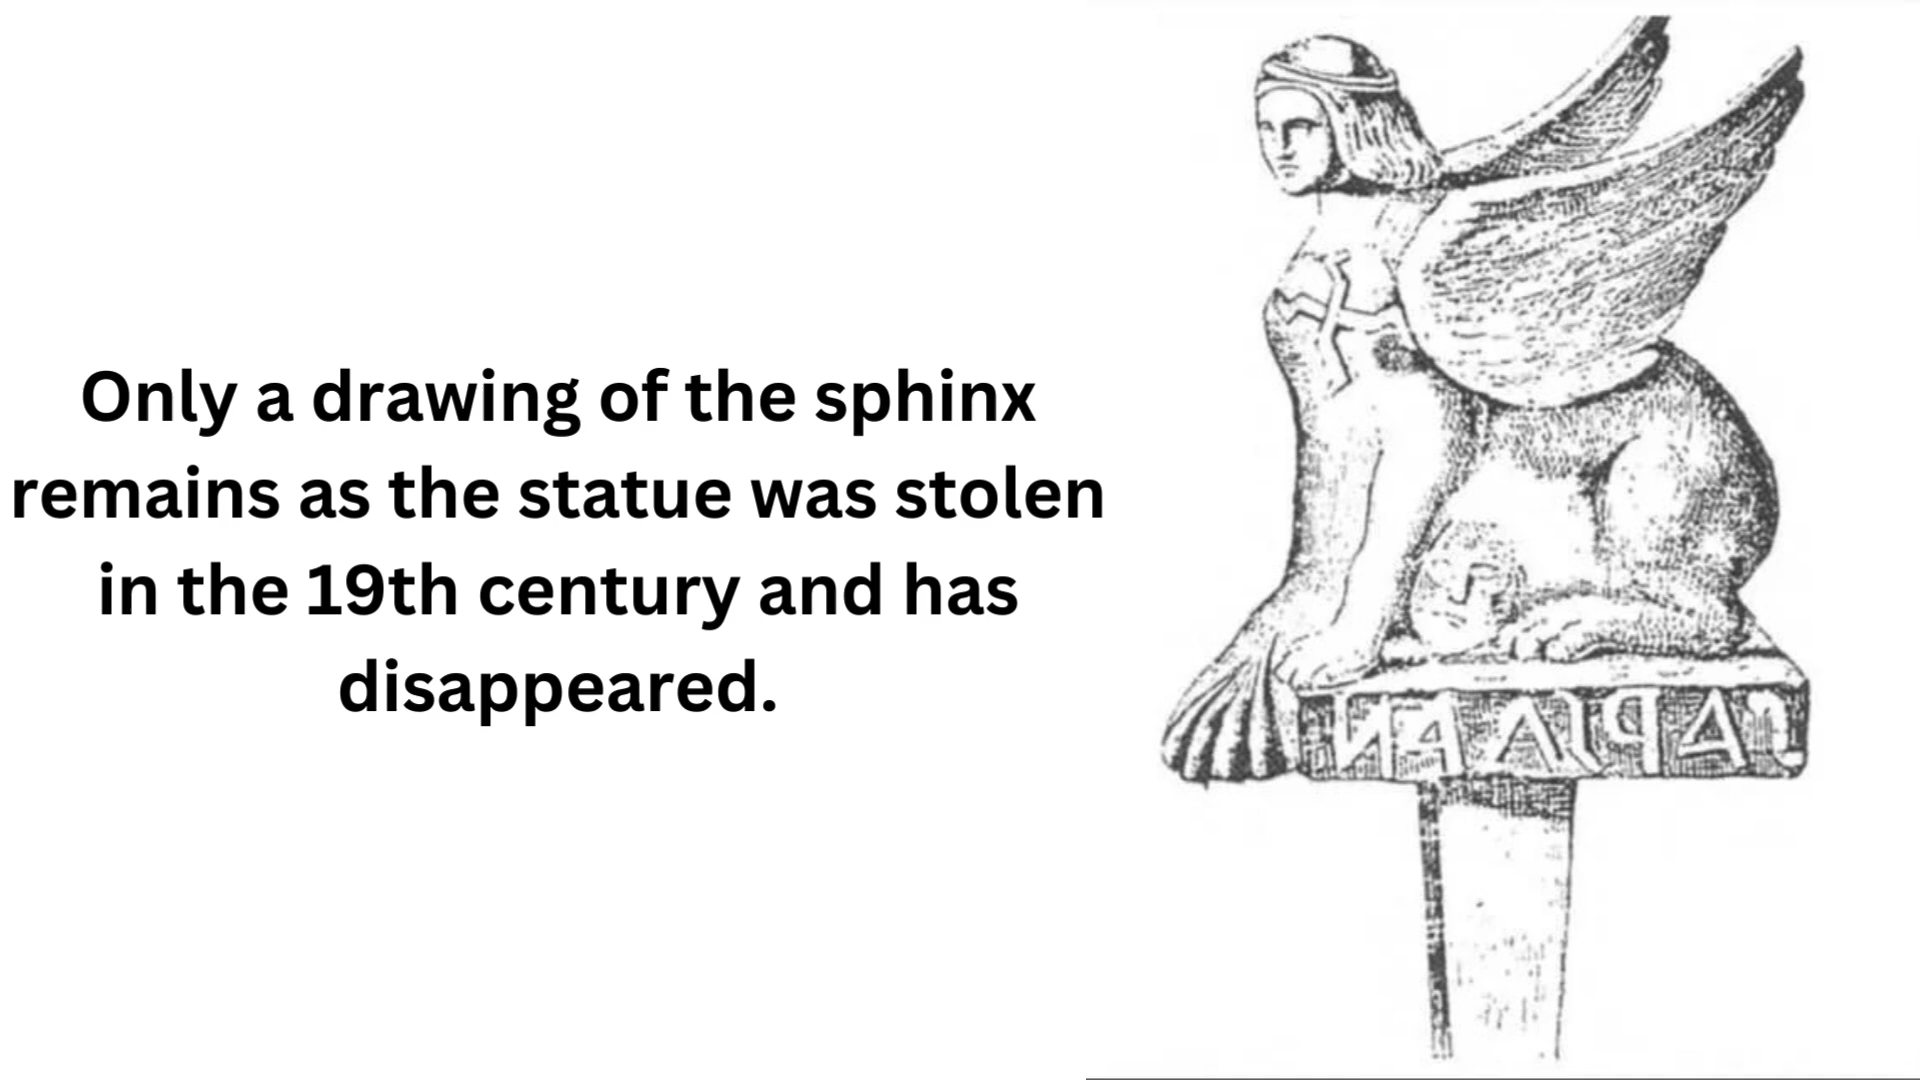 Only a drawing of the sphinx
remains as the statue was stolen
in the 19th century and has
disappeared.